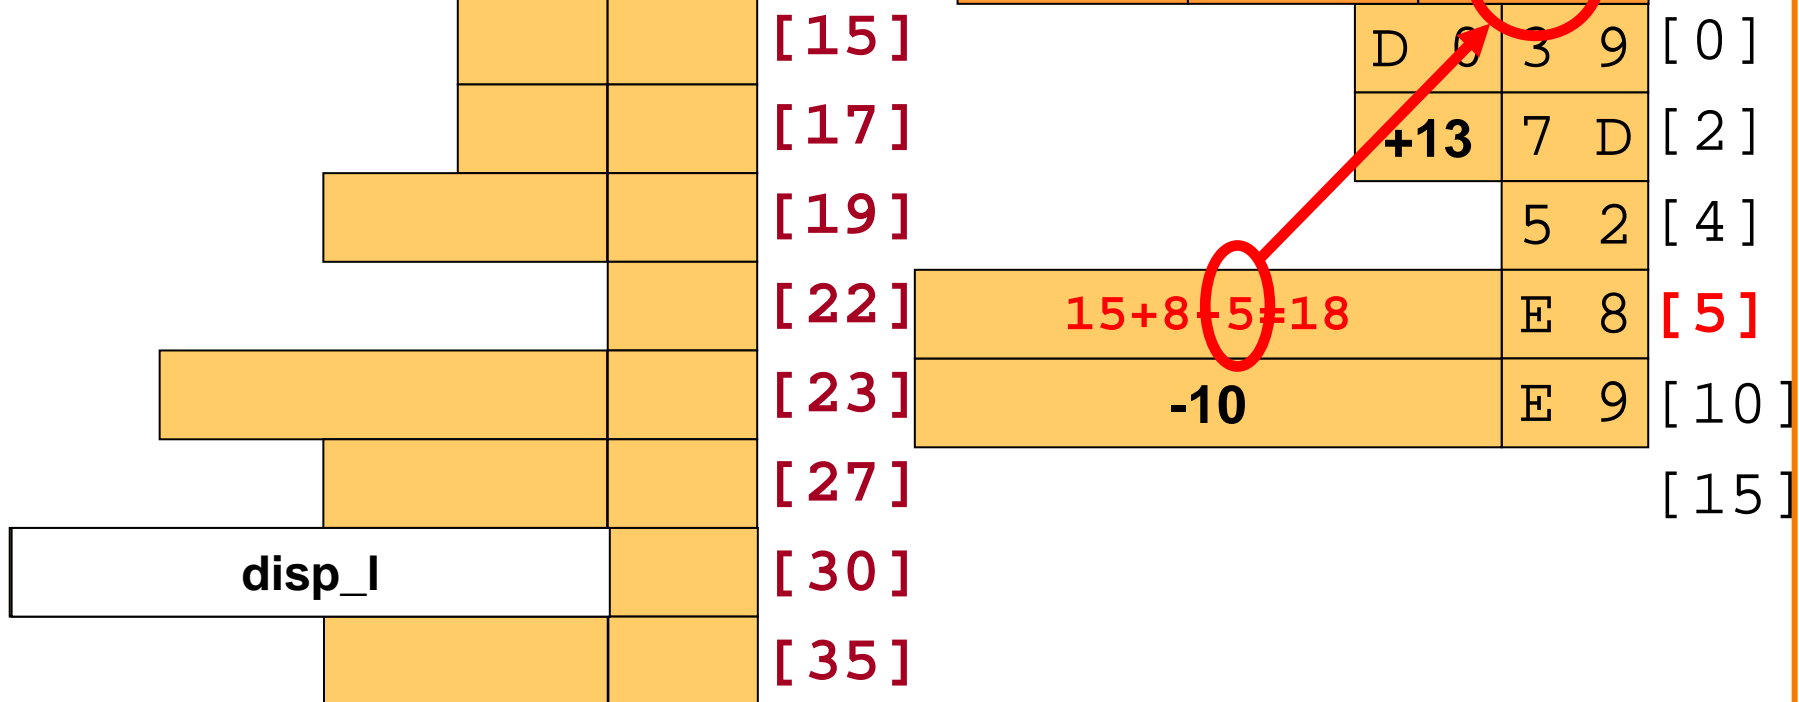 [15]
[17]
[19]
[22]
[23]
[27]
disp_l [30]
[35]
D 0 3 9 [0]
+13 7 D [2]
5 2 [4]
15+8-5=18 E 8 [5]
-10 E 9 [10]
[15]